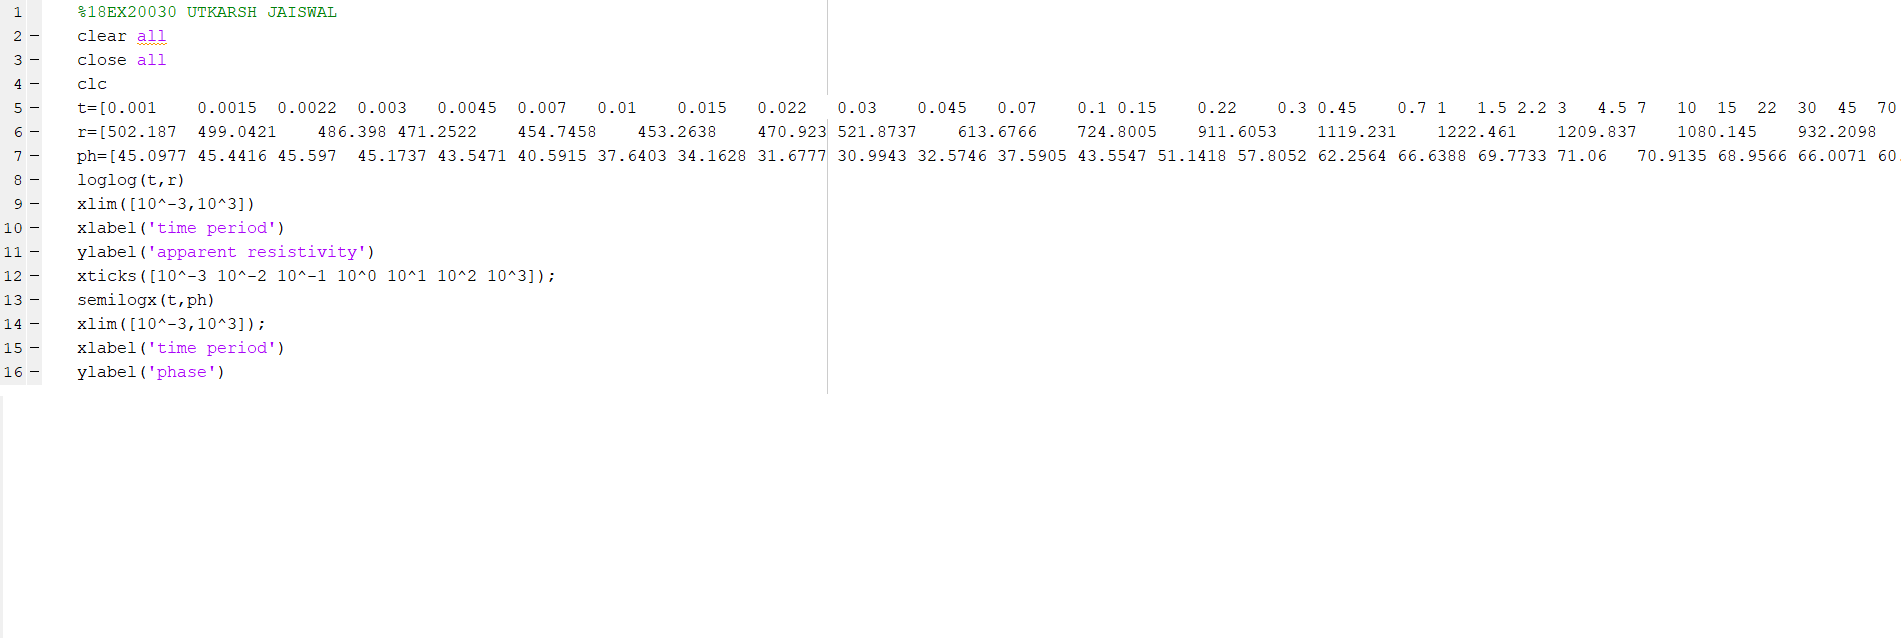 1 %18EX20030 UTKARSH JAISWAL
2 – clear all
3 – close all
4 – clc
5 – t=[0.001 0.0015 0.0022 0.003 0.0045 0.007 0.01 0.015 0.022 0.03 0.045 0.07 0.1 0.15 0.22 0.3 0.45 0.7 1 1.5 2.2 3 4.5 7 10 15 22 30 45 70
6 – r=[502.187 499.0421 486.398 471.2522 454.7458 453.2638 470.923 521.8737 613.6766 724.8005 911.6053 1119.231 1222.461 1209.837 1080.145 932.2098
7 – ph=[45.0977 45.4416 45.597 45.1737 43.5471 40.5915 37.6403 34.1628 31.6777 30.9943 32.5746 37.5905 43.5547 51.1418 57.8052 62.2564 66.6388 69.7733 71.06 70.9135 68.9566 66.0071 60
8 – loglog(t,r)
9 – xlim([10^-3,10^3])
10 – xlabel('time period')
11 – ylabel('apparent resistivity')
12 – xticks([10^-3 10^-2 10^-1 10^0 10^1 10^2 10^3]);
13 – semilogx(t,ph)
14 – xlim([10^-3,10^3]);
15 – xlabel('time period')
16 – ylabel('phase')